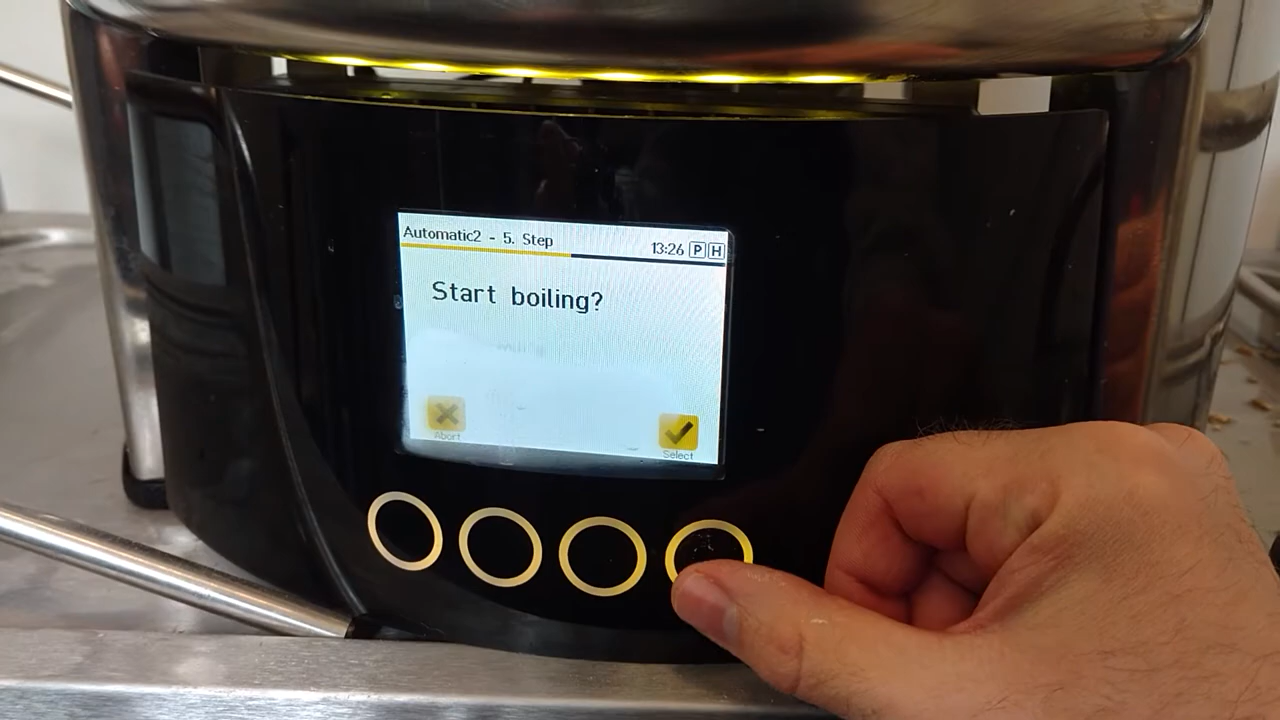 Automatic2 - 5. Step
13:26 P H
Start boiling?
Abort
Select